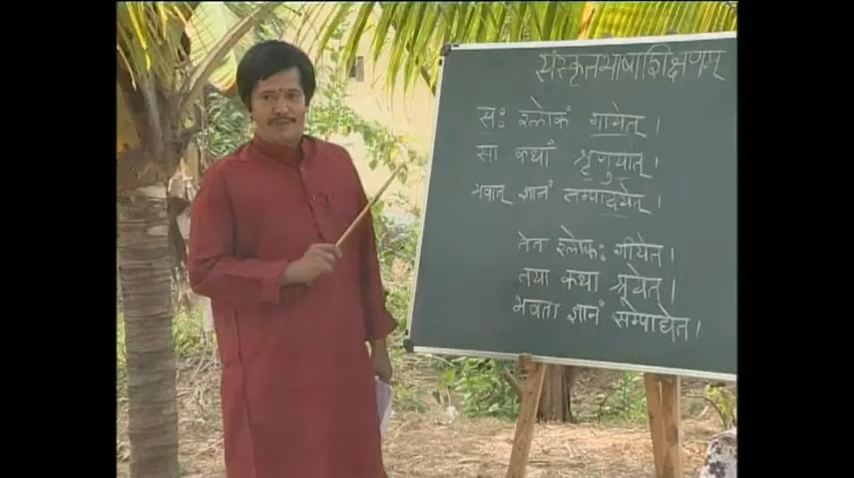 संस्कृतभाषाशिक्षणम्
सः श्लोकं गायेत् ।
सा कथां श्रृणुयात् ।
भवान् ज्ञानं सम्पादयेत् ।
तेन श्लोकः गीयेत ।
तया कथा श्रूयेत ।
भवता ज्ञानं सम्पाद्येत ।